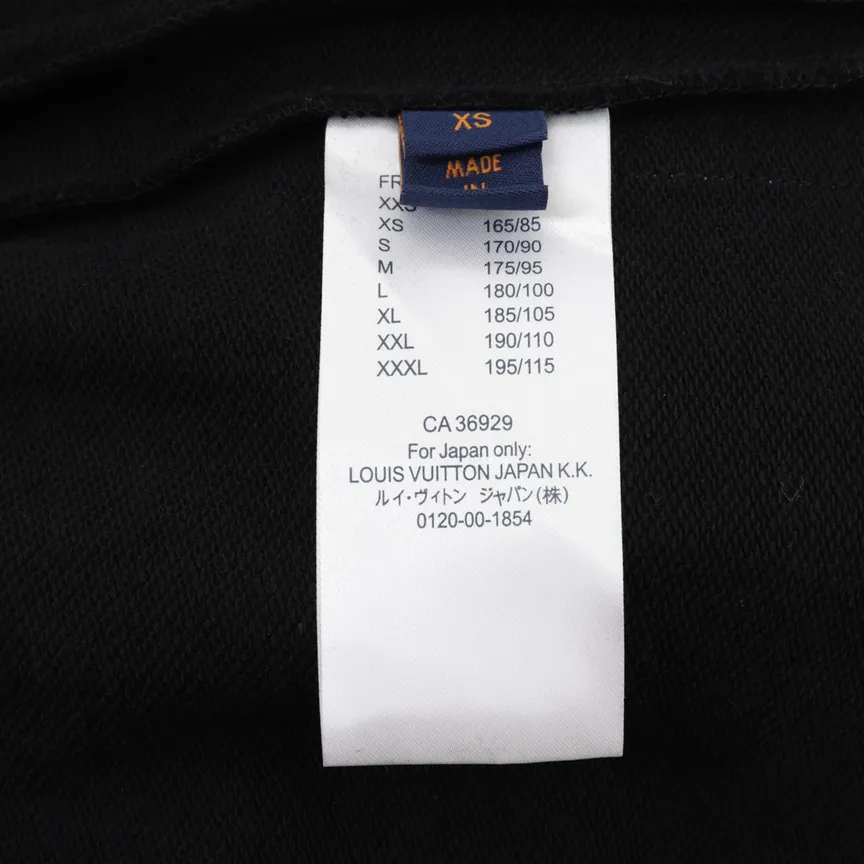 XS
MADE
IN
FR
XXS
XS 165/85
S 170/90
M 175/95
L 180/100
XL 185/105
XXL 190/110
XXXL 195/115
CA 36929
For Japan only:
LOUIS VUITTON JAPAN K.K.
ルイ・ヴィトン ジャパン(株)
0120-00-1854